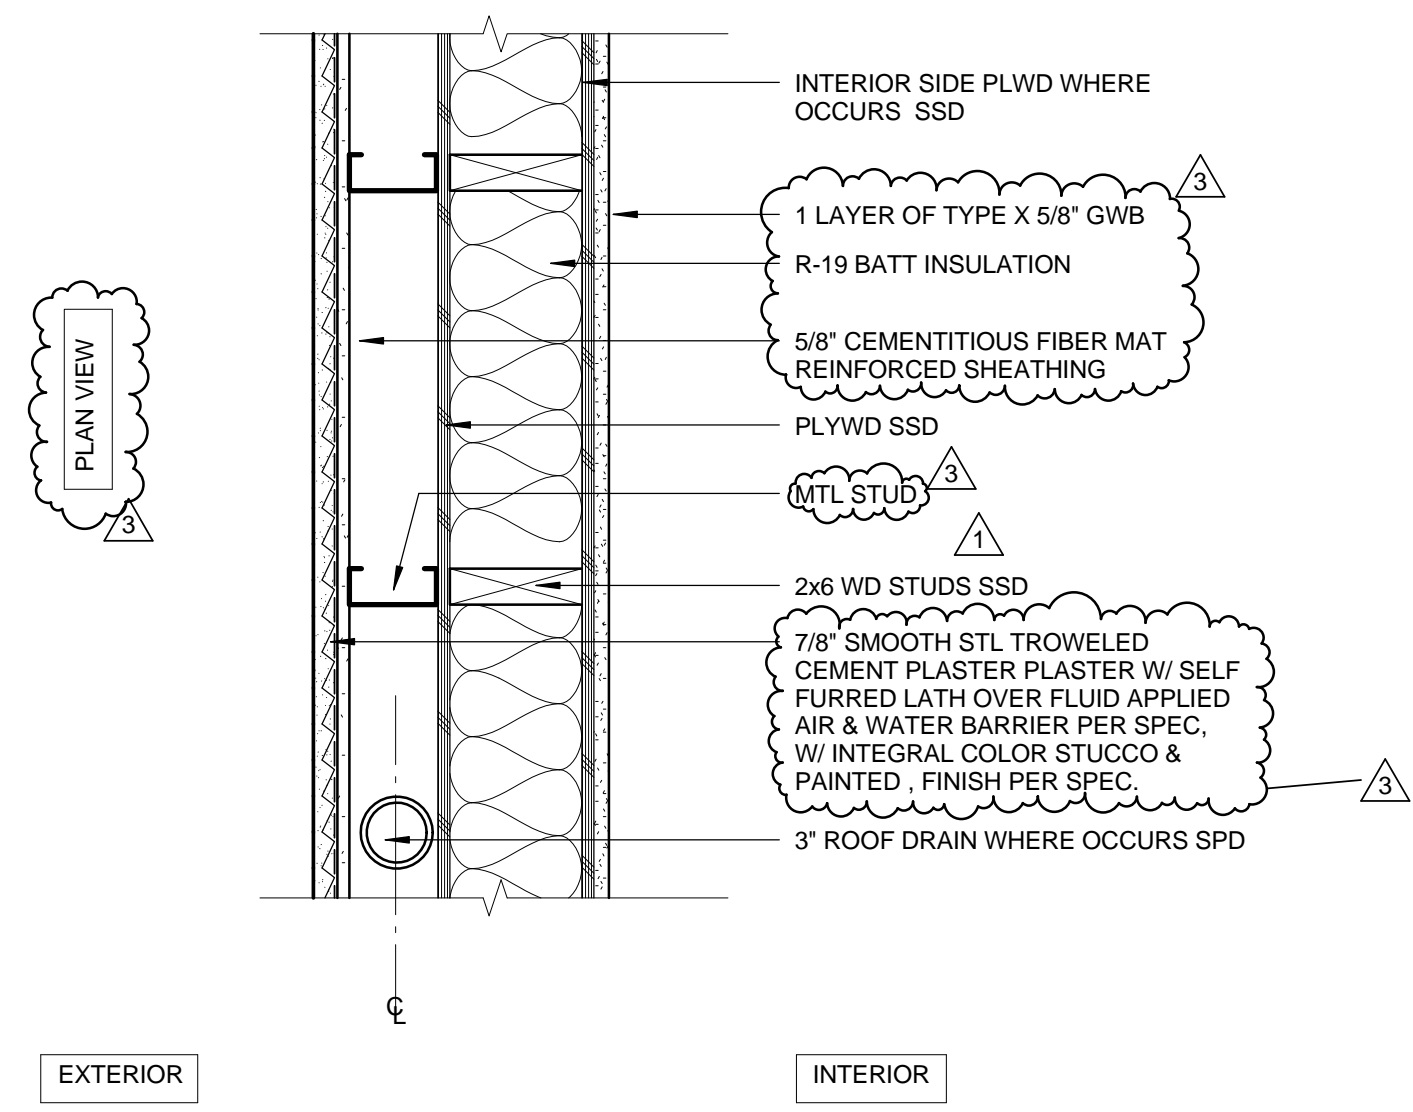 INTERIOR SIDE PLWD WHERE
OCCURS SSD
3
1 LAYER OF TYPE X 5/8" GWB
R-19 BATT INSULATION
5/8" CEMENTITIOUS FIBER MAT
REINFORCED SHEATHING
PLAN VIEW
3
PLYWD SSD
3
MTL STUD
1
2x6 WD STUDS SSD
7/8" SMOOTH STL TROWELED
CEMENT PLASTER PLASTER W/ SELF
FURRED LATH OVER FLUID APPLIED
AIR & WATER BARRIER PER SPEC,
W/ INTEGRAL COLOR STUCCO &
PAINTED , FINISH PER SPEC.
3
3" ROOF DRAIN WHERE OCCURS SPD
℄
EXTERIOR
INTERIOR